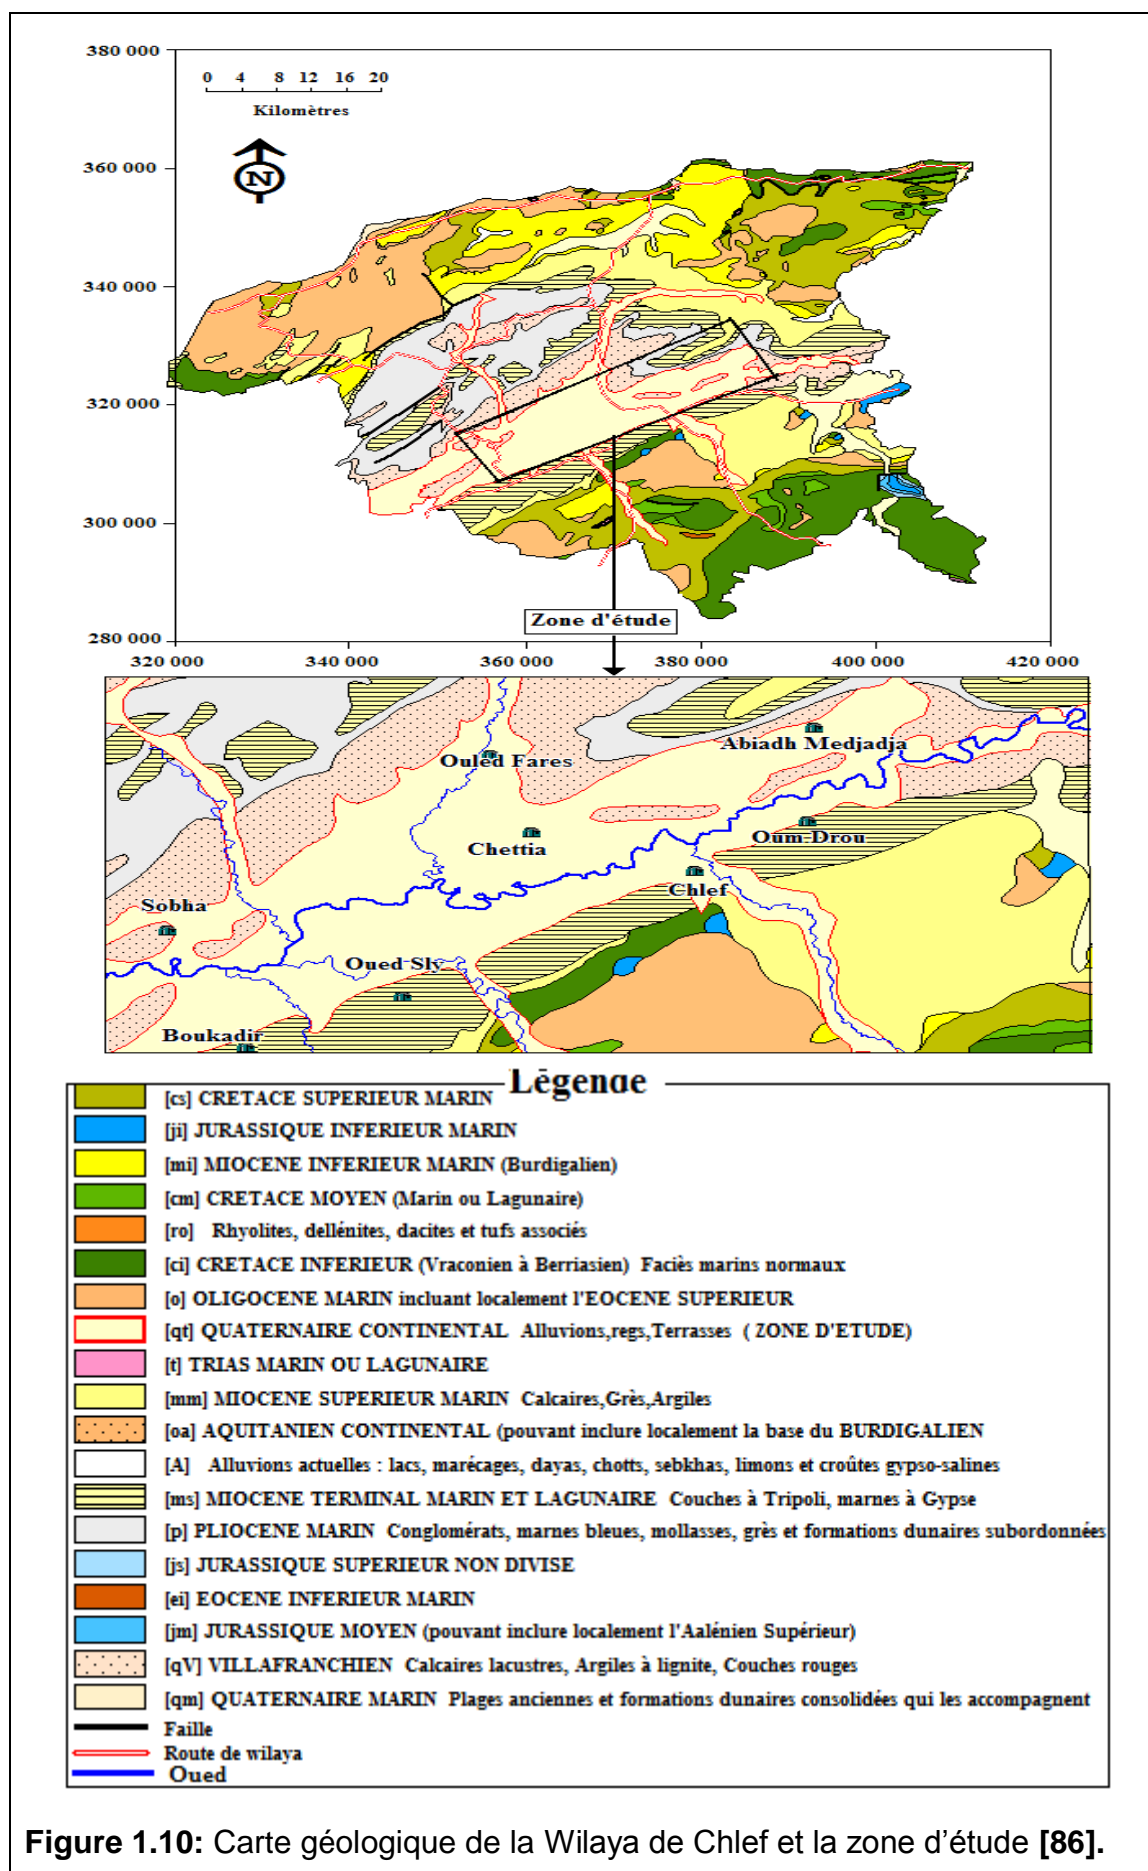 380 000
0 4 8 12 16 20
Kilomètres
N
360 000
340 000
320 000
300 000
280 000
Zone d'étude
320 000 340 000 360 000 380 000 400 000 420 000
Abiadh Medjadja
Ouled Fares
Chettia
Oum Drou
Chlef
Sobha
Oued Sly
Boukadir
Légende
[cs] CRETACE SUPERIEUR MARIN
[ji] JURASSIQUE INFERIEUR MARIN
[mi] MIOCENE INFERIEUR MARIN (Burdigalien)
[cm] CRETACE MOYEN (Marin ou Lagunaire)
[ro] Rhyolites, dellénites, dacites et tufs associés
[ci] CRETACE INFERIEUR (Vraconien à Berriasien) Faciès marins normaux
[o] OLIGOCENE MARIN incluant localement l'EOCENE SUPERIEUR
[qt] QUATERNAIRE CONTINENTAL Alluvions,regs,Terrasses ( ZONE D'ETUDE)
[t] TRIAS MARIN OU LAGUNAIRE
[mm] MIOCENE SUPERIEUR MARIN Calcaires,Grès,Argiles
[oa] AQUITANIEN CONTINENTAL (pouvant inclure localement la base du BURDIGALIEN
[A] Alluvions actuelles : lacs, marécages, dayas, chotts, sebkhas, limons et croûtes gypso-salines
[ms] MIOCENE TERMINAL MARIN ET LAGUNAIRE Couches à Tripoli, marnes à Gypse
[p] PLIOCENE MARIN Conglomérats, marnes bleues, mollasses, grès et formations dunaires subordonnées
[js] JURASSIQUE SUPERIEUR NON DIVISE
[ei] EOCENE INFERIEUR MARIN
[jm] JURASSIQUE MOYEN (pouvant inclure localement l'Aalénien Supérieur)
[qV] VILLAFRANCHIEN Calcaires lacustres, Argiles à lignite, Couches rouges
[qm] QUATERNAIRE MARIN Plages anciennes et formations dunaires consolidées qui les accompagnent
Faille
Route de wilaya
Oued
Figure 1.10: Carte géologique de la Wilaya de Chlef et la zone d'étude [86].